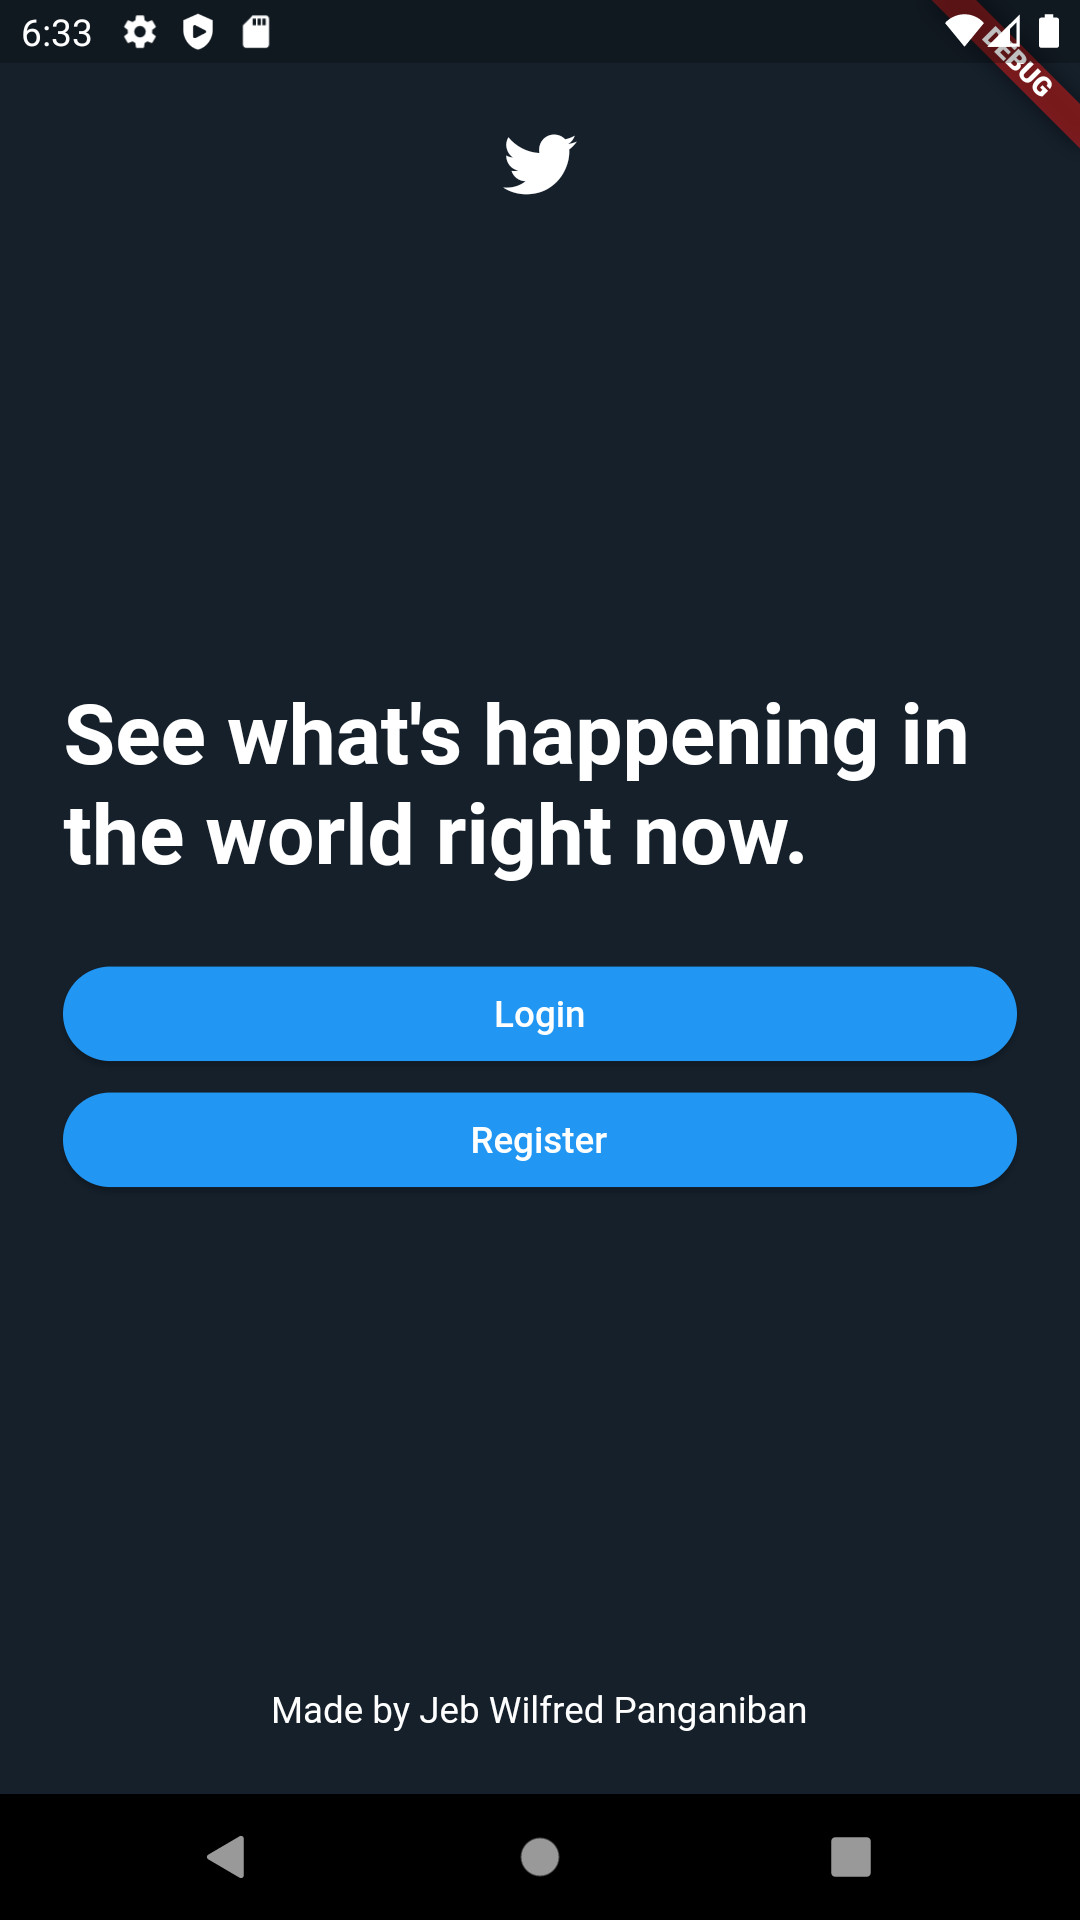 6:33
DEBUG
See what's happening in
the world right now.
Login
Register
Made by Jeb Wilfred Panganiban